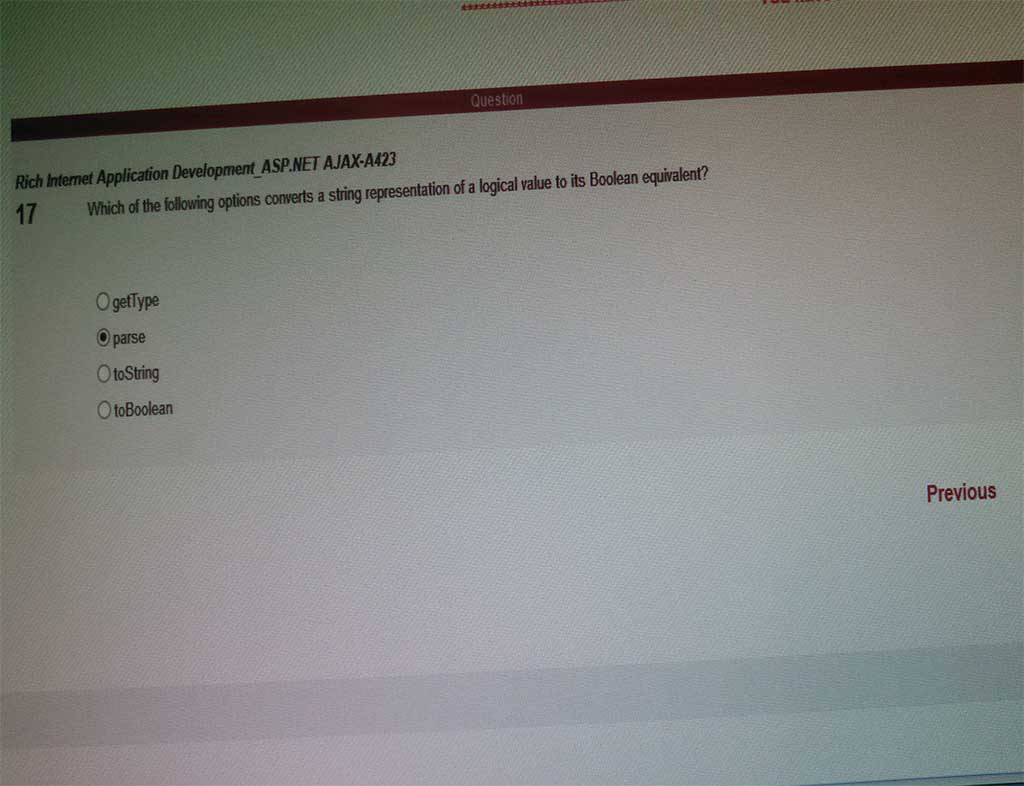 Question
Rich Internet Application Development_ASP.NET AJAX-A423
17 Which of the following options converts a string representation of a logical value to its Boolean equivalent?
getType
parse
toString
toBoolean
Previous